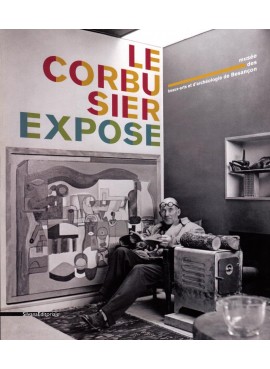 LE
CORBU
SIER
EXPOSE
musée
des
beaux-arts et d'archéologie de Besançon
SilvanaEditoriale